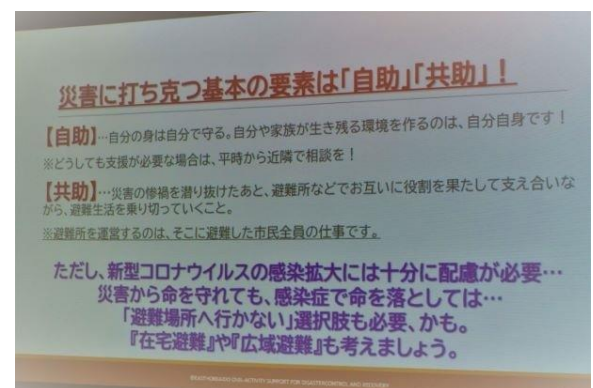 災害に打ち克つ基本の要素は「自助」「共助」！
【自助】…自分の身は自分で守る。自分や家族が生き残る環境を作るのは、自分自身です！
※どうしても支援が必要な場合は、平時から近隣で相談を！
【共助】…災害の惨禍を潜り抜けたあと、避難所などでお互いに役割を果たして支え合いな
がら、避難生活を乗り切っていくこと。
※避難所を運営するのは、そこに避難した市民全員の仕事です。
ただし、新型コロナウイルスの感染拡大には十分に配慮が必要…
災害から命を守れても、感染症で命を落としては…
「避難場所へ行かない」選択肢も必要、かも。
『在宅避難』や『広域避難』も考えましょう。